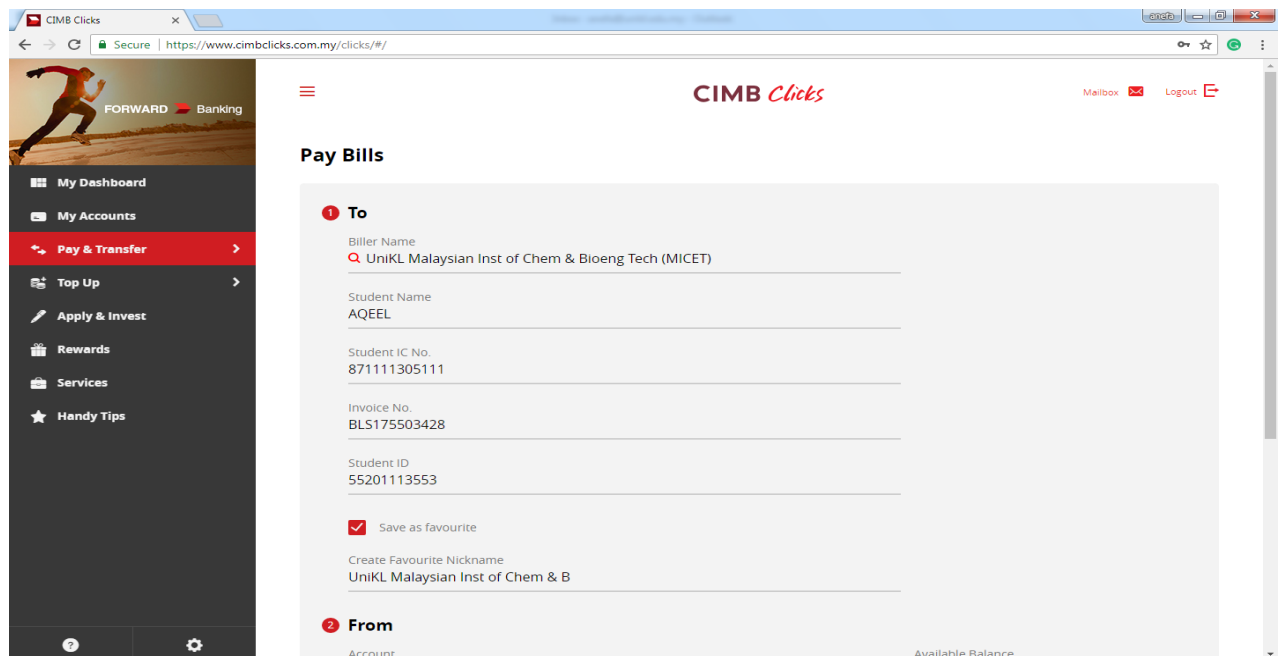 CIMB Clicks
aneta
Secure | https://www.cimbclicks.com.my/clicks/#/
FORWARD Banking
CIMB Clicks
Mailbox
Logout
My Dashboard
My Accounts
Pay & Transfer
Top Up
Apply & Invest
Rewards
Services
Handy Tips
Pay Bills
1 To
Biller Name
UniKL Malaysian Inst of Chem & Bioeng Tech (MICET)
Student Name
AQEEL
Student IC No.
871111305111
Invoice No.
BLS175503428
Student ID
55201113553
Save as favourite
Create Favourite Nickname
UniKL Malaysian Inst of Chem & B
2 From
Account
Available Balance